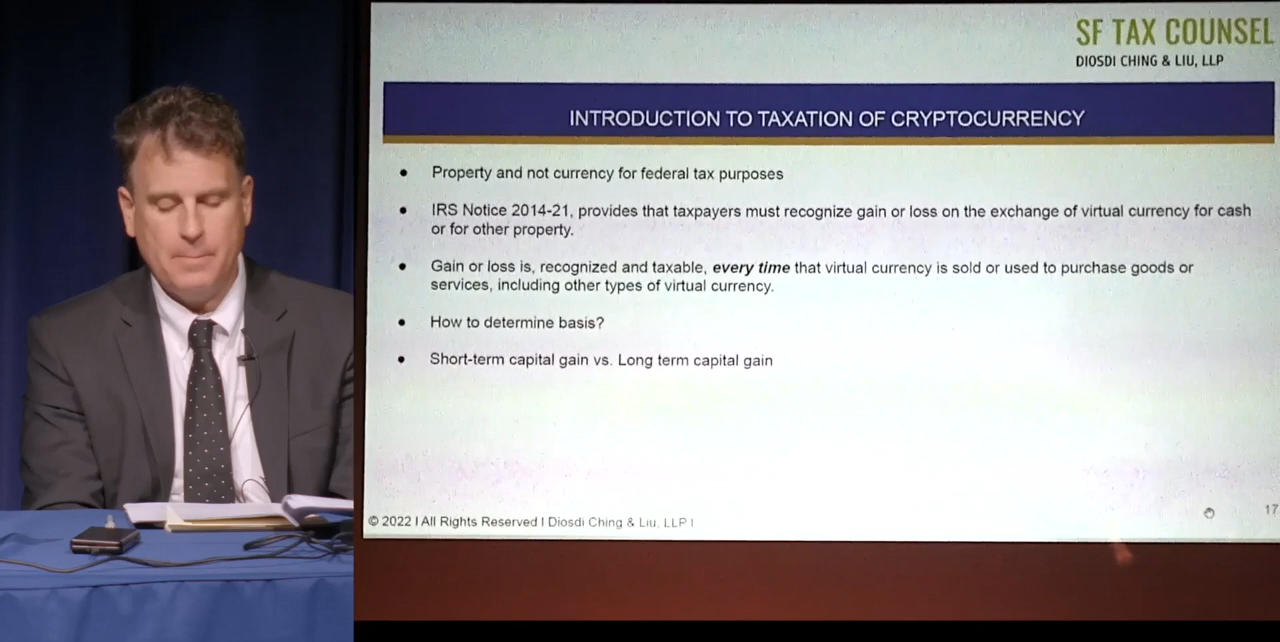 SF TAX COUNSEL
DIOSDI CHING & LIU, LLP
INTRODUCTION TO TAXATION OF CRYPTOCURRENCY
• Property and not currency for federal tax purposes
• IRS Notice 2014-21, provides that taxpayers must recognize gain or loss on the exchange of virtual currency for cash
or for other property.
• Gain or loss is, recognized and taxable, every time that virtual currency is sold or used to purchase goods or
services, including other types of virtual currency.
• How to determine basis?
• Short-term capital gain vs. Long term capital gain
© 2022 I All Rights Reserved I Diosdi Ching & Liu, LLP I
17